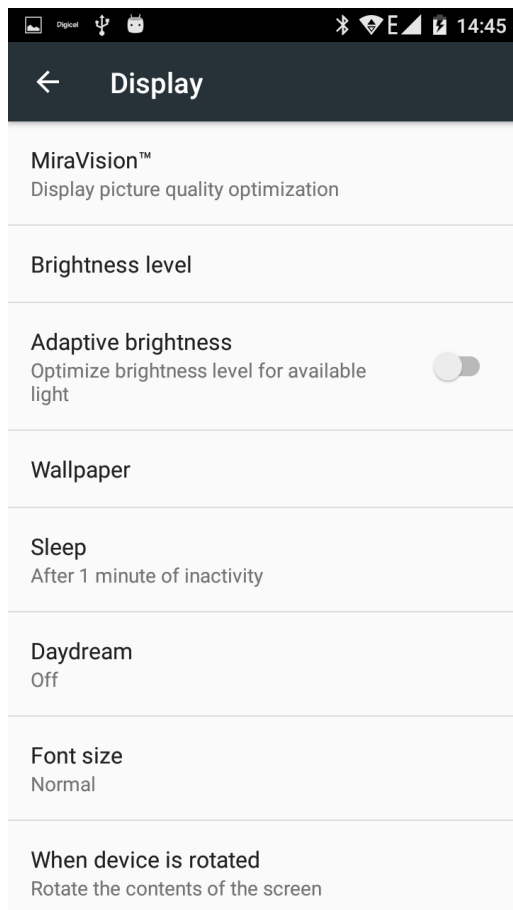 Digicel E 14:45
Display
MiraVision™
Display picture quality optimization
Brightness level
Adaptive brightness
Optimize brightness level for available
light
Wallpaper
Sleep
After 1 minute of inactivity
Daydream
Off
Font size
Normal
When device is rotated
Rotate the contents of the screen